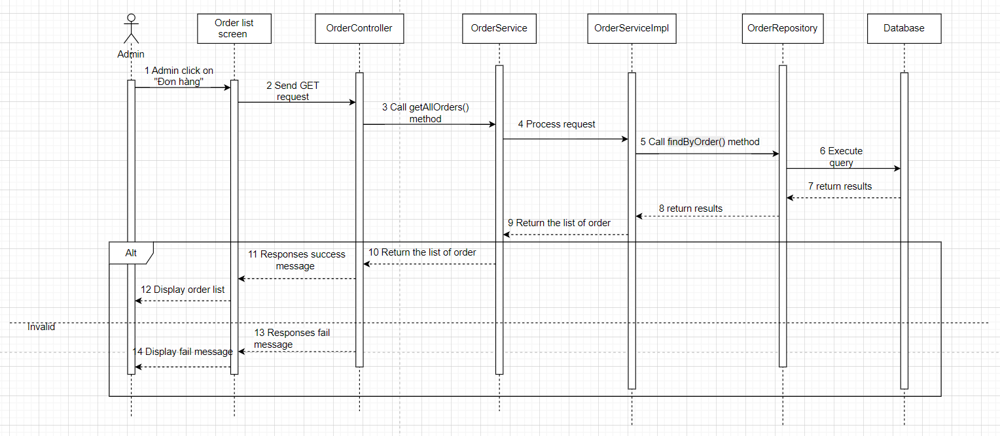 Order list
screen
OrderController
OrderService
OrderServiceImpl
OrderRepository
Database
Admin
1 Admin click on
"Đơn hàng"
2 Send GET
request
3 Call getAllOrders()
method
4 Process request
5 Call findByOrder() method
6 Execute
query
7 return results
8 return results
9 Return the list of order
Alt
10 Return the list of order
11 Responses success
message
12 Display order list
Invalid
13 Responses fail
message
14 Display fail message